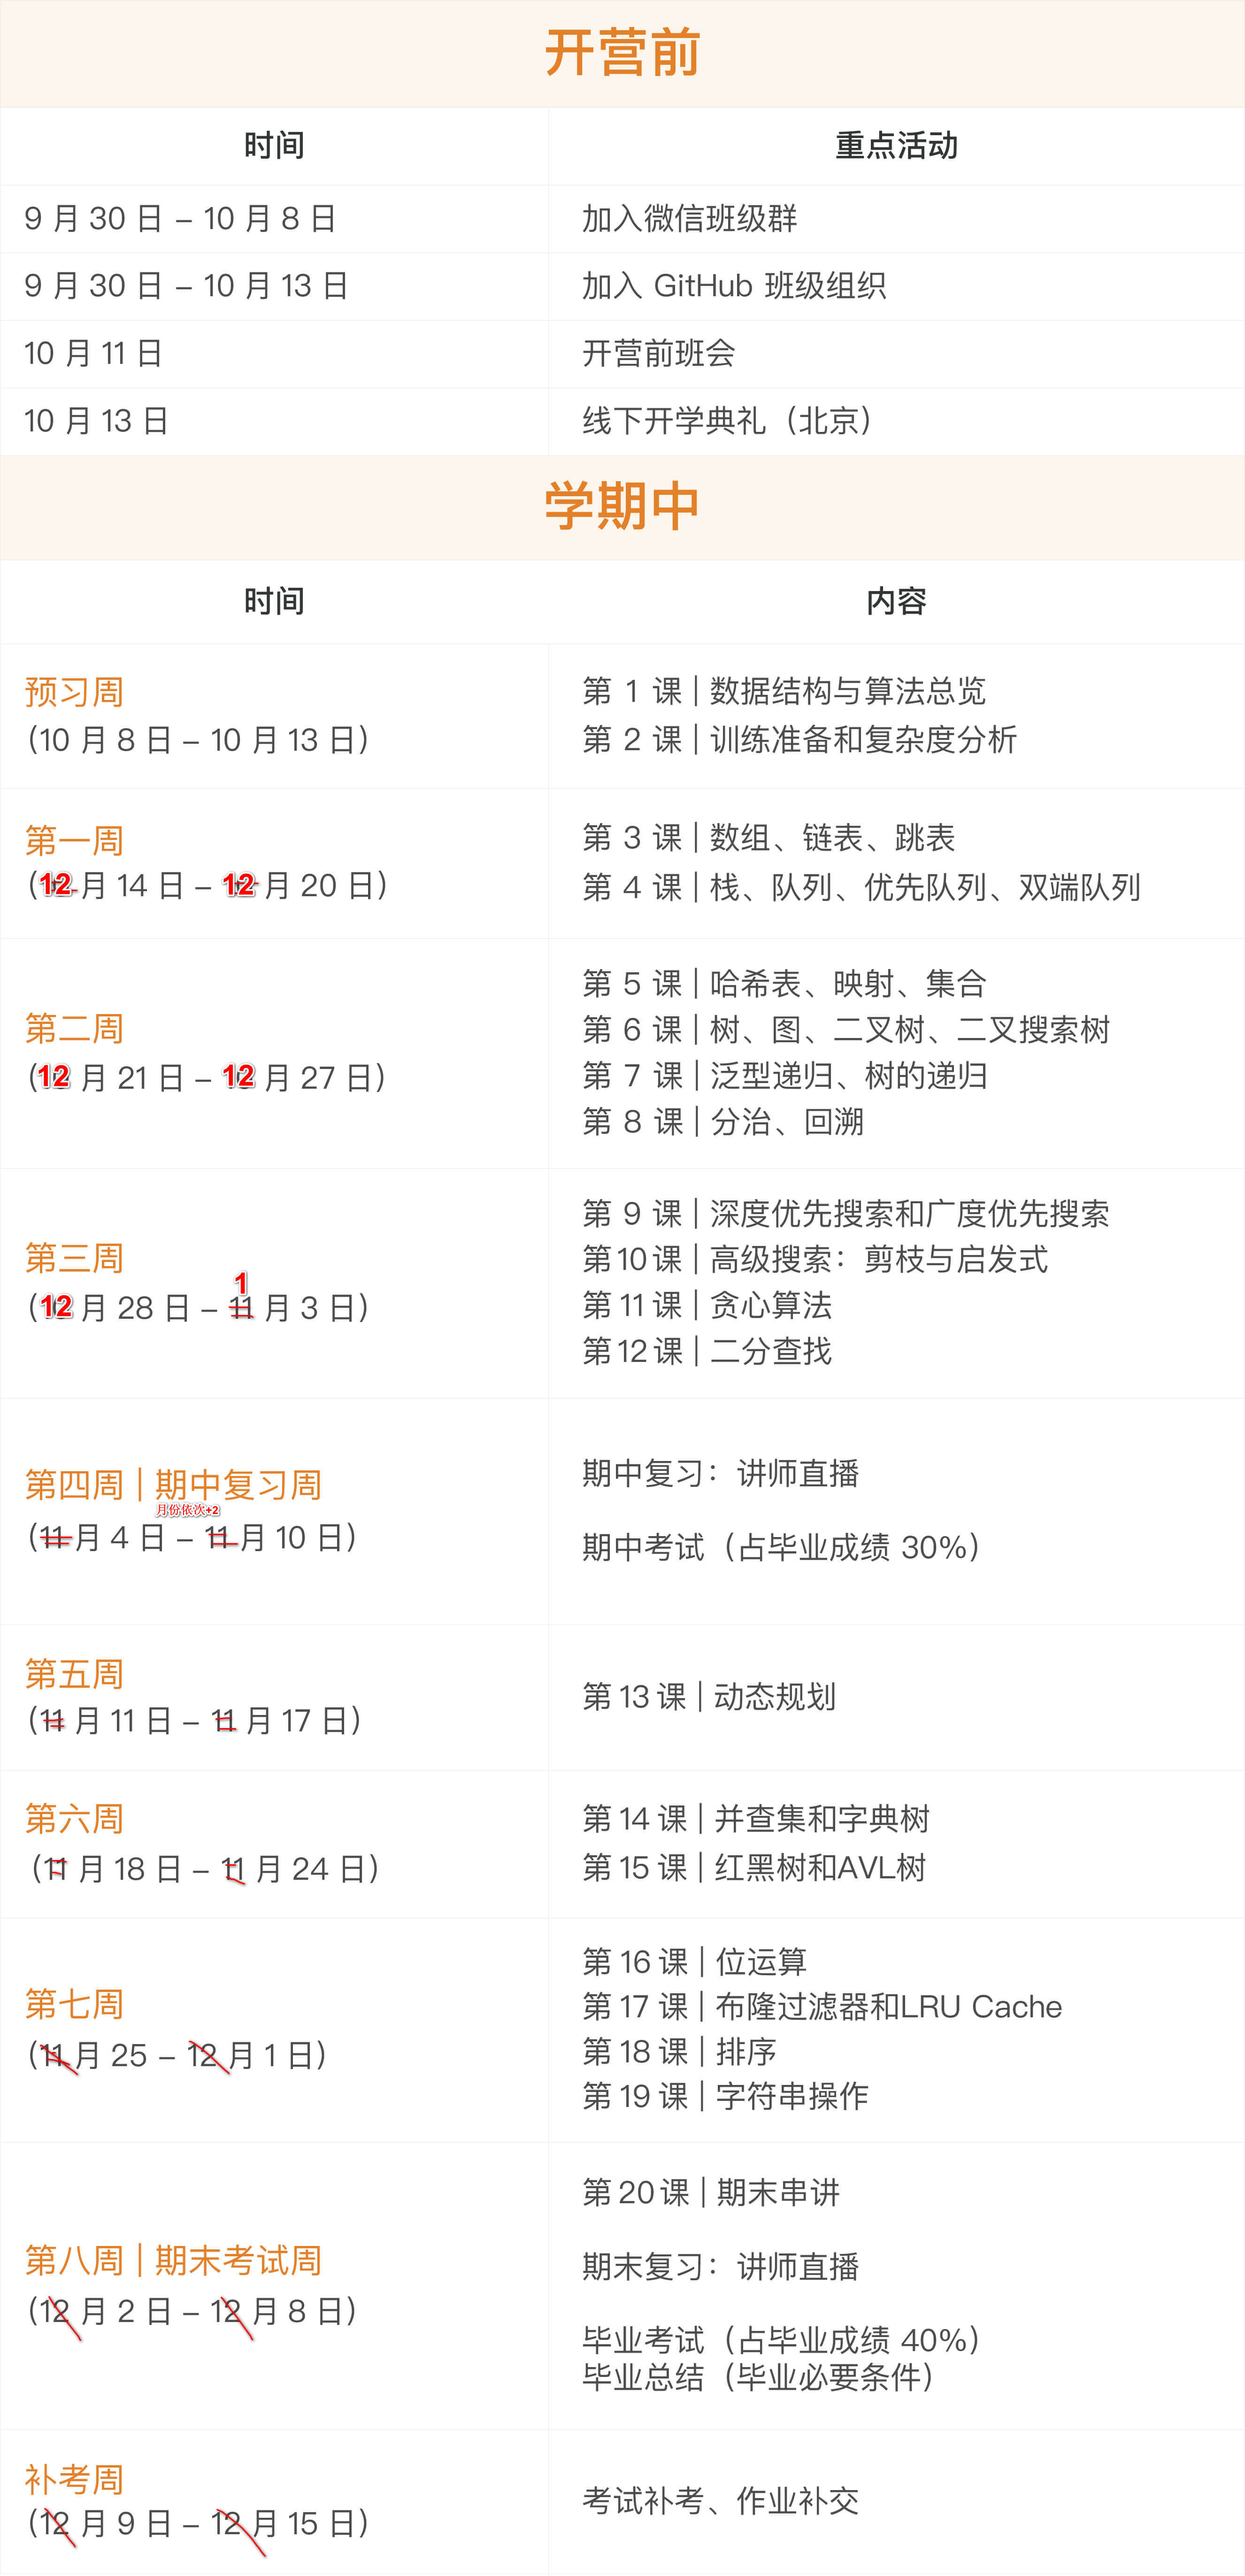 开营前
时间 重点活动
9 月 30 日 – 10 月 8 日 加入微信班级群
9 月 30 日 – 10 月 13 日 加入 GitHub 班级组织
10 月 11 日 开营前班会
10 月 13 日 线下开学典礼（北京）
学期中
时间 内容
预习周
（10 月 8 日 – 10 月 13 日）
第 1 课 | 数据结构与算法总览
第 2 课 | 训练准备和复杂度分析
第一周
（12 月 14 日 – 12 月 20 日）
第 3 课 | 数组、链表、跳表
第 4 课 | 栈、队列、优先队列、双端队列
第二周
（12 月 21 日 – 12 月 27 日）
第 5 课 | 哈希表、映射、集合
第 6 课 | 树、图、二叉树、二叉搜索树
第 7 课 | 泛型递归、树的递归
第 8 课 | 分治、回溯
第三周
1
（12 月 28 日 – 11 月 3 日）
第 9 课 | 深度优先搜索和广度优先搜索
第10课 | 高级搜索：剪枝与启发式
第11课 | 贪心算法
第12课 | 二分查找
第四周 | 期中复习周
月份依次+2
（11 月 4 日 – 11 月 10 日）
期中复习：讲师直播
期中考试（占毕业成绩 30%）
第五周
（11 月 11 日 – 11 月 17 日）
第13课 | 动态规划
第六周
（11 月 18 日 – 11 月 24 日）
第14课 | 并查集和字典树
第15课 | 红黑树和AVL树
第七周
（11 月 25 – 12 月 1 日）
第16课 | 位运算
第17课 | 布隆过滤器和LRU Cache
第18课 | 排序
第19课 | 字符串操作
第八周 | 期末考试周
（12 月 2 日 – 12 月 8 日）
第20课 | 期末串讲
期末复习：讲师直播
毕业考试（占毕业成绩 40%）
毕业总结（毕业必要条件）
补考周
（12 月 9 日 – 12 月 15 日）
考试补考、作业补交